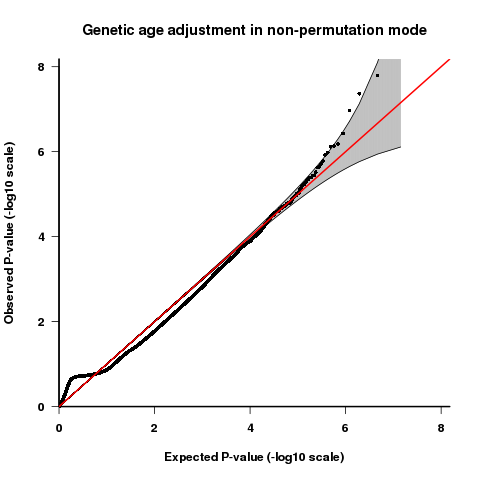 Genetic age adjustment in non-permutation mode
Observed P-value (-log10 scale)
8
6
4
2
0
0 2 4 6 8
Expected P-value (-log10 scale)